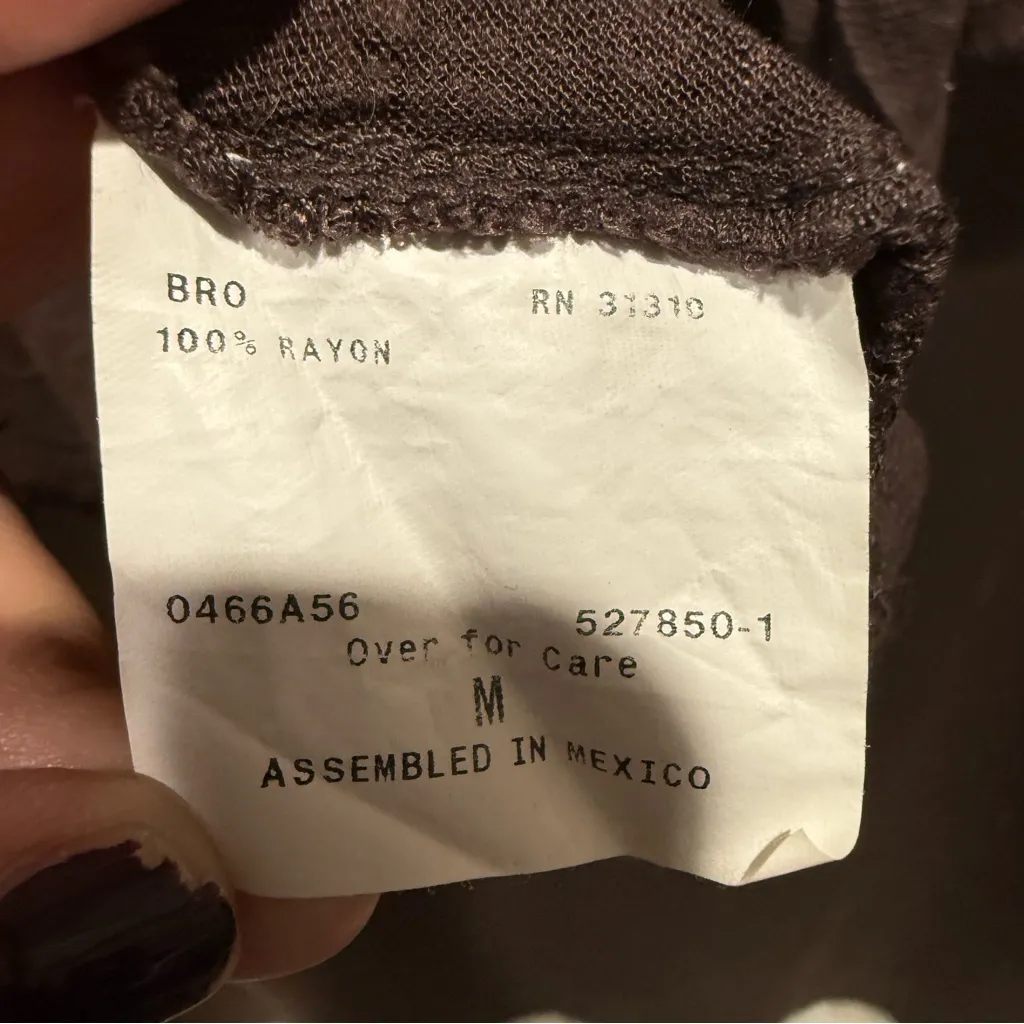 BRO RN 31310
100% RAYON
0466A56 527850-1
Over for Care
M
ASSEMBLED IN MEXICO